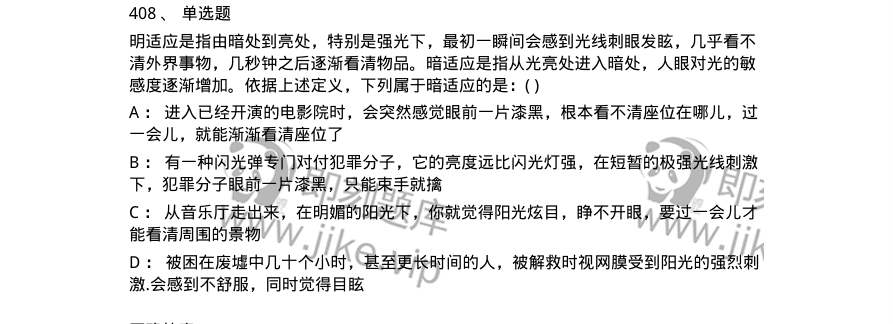 408 、 单选题
明适应是指由暗处到亮处，特别是强光下，最初一瞬间会感到光线刺眼发眩，几乎看不
清外界事物，几秒钟之后逐渐看清物品。暗适应是指从光亮处进入暗处，人眼对光的敏
感度逐渐增加。依据上述定义，下列属于暗适应的是：( )
A ： 进入已经开演的电影院时，会突然感觉眼前一片漆黑，根本看不清座位在哪儿，过
一会儿，就能渐渐看清座位了
B ： 有一种闪光弹专门对付犯罪分子，它的亮度远比闪光灯强，在短暂的极强光线刺激
下，犯罪分子眼前一片漆黑，只能束手就擒
C ： 从音乐厅走出来，在明媚的阳光下，你就觉得阳光炫目，睁不开眼，要过一会儿才
能看清周围的景物
D ： 被困在废墟中几十个小时，甚至更长时间的人，被解救时视网膜受到阳光的强烈刺
激.会感到不舒服，同时觉得目眩
即刻题库
www.jike.vip
即刻
www.jike